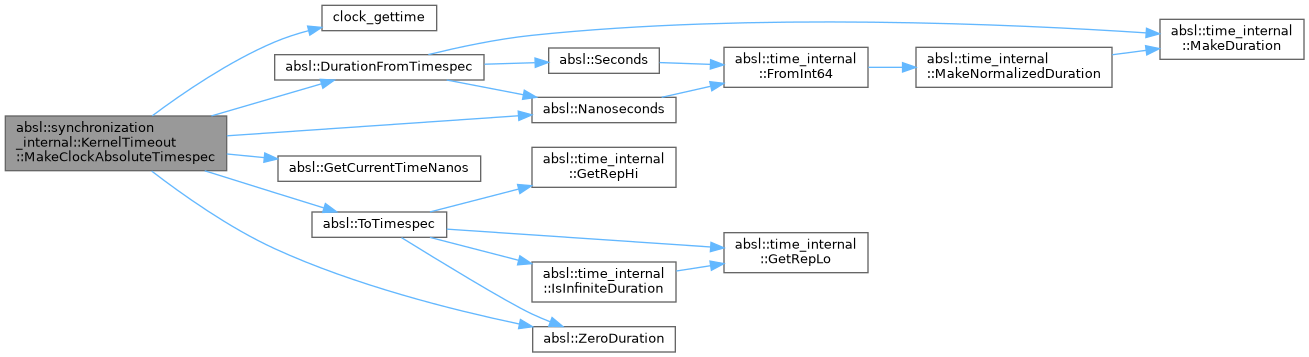 clock_gettime
absl::time_internal
::MakeDuration
absl::DurationFromTimespec
absl::Seconds
absl::time_internal
::FromInt64
absl::time_internal
::MakeNormalizedDuration
absl::Nanoseconds
absl::synchronization
_internal::KernelTimeout
::MakeClockAbsoluteTimespec
absl::GetCurrentTimeNanos
absl::time_internal
::GetRepHi
absl::ToTimespec
absl::time_internal
::GetRepLo
absl::time_internal
::IsInfiniteDuration
absl::ZeroDuration